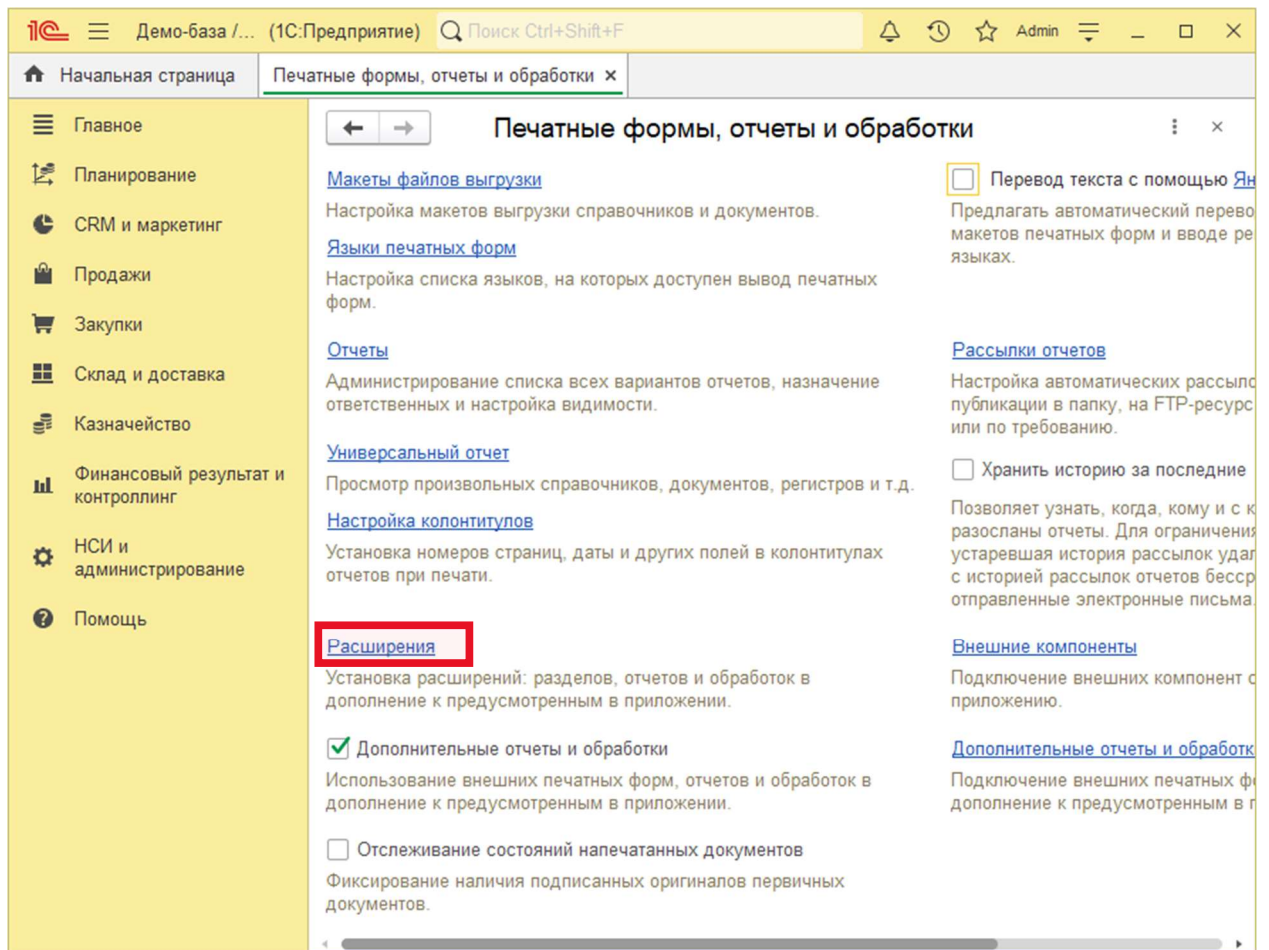 1С Демо-база /... (1С:Предприятие) Поиск Ctrl+Shift+F Admin
Начальная страница Печатные формы, отчеты и обработки
Главное
Планирование
CRM и маркетинг
Продажи
Закупки
Склад и доставка
Казначейство
Финансовый результат и
контроллинг
НСИ и
администрирование
Помощь
Печатные формы, отчеты и обработки
Макеты файлов выгрузки
Настройка макетов выгрузки справочников и документов.
Языки печатных форм
Настройка списка языков, на которых доступен вывод печатных
форм.
Перевод текста с помощью Ян
Предлагать автоматический перево
макетов печатных форм и вводе ре
языках.
Отчеты
Администрирование списка всех вариантов отчетов, назначение
ответственных и настройка видимости.
Универсальный отчет
Просмотр произвольных справочников, документов, регистров и т.д.
Настройка колонтитулов
Установка номеров страниц, даты и других полей в колонтитулах
отчетов при печати.
Рассылки отчетов
Настройка автоматических рассыло
публикации в папку, на FTP-ресурс
или по требованию.
Хранить историю за последние
Позволяет узнать, когда, кому и с к
разосланы отчеты. Для ограничения
устаревшая история рассылок удал
с историей рассылок отчетов бесср
отправленные электронные письма.
Расширения
Установка расширений: разделов, отчетов и обработок в
дополнение к предусмотренным в приложении.
Внешние компоненты
Подключение внешних компонент с
приложению.
Дополнительные отчеты и обработки
Использование внешних печатных форм, отчетов и обработок в
дополнение к предусмотренным в приложении.
Дополнительные отчеты и обработк
Подключение внешних печатных фо
дополнение к предусмотренным в п
Отслеживание состояний напечатанных документов
Фиксирование наличия подписанных оригиналов первичных
документов.